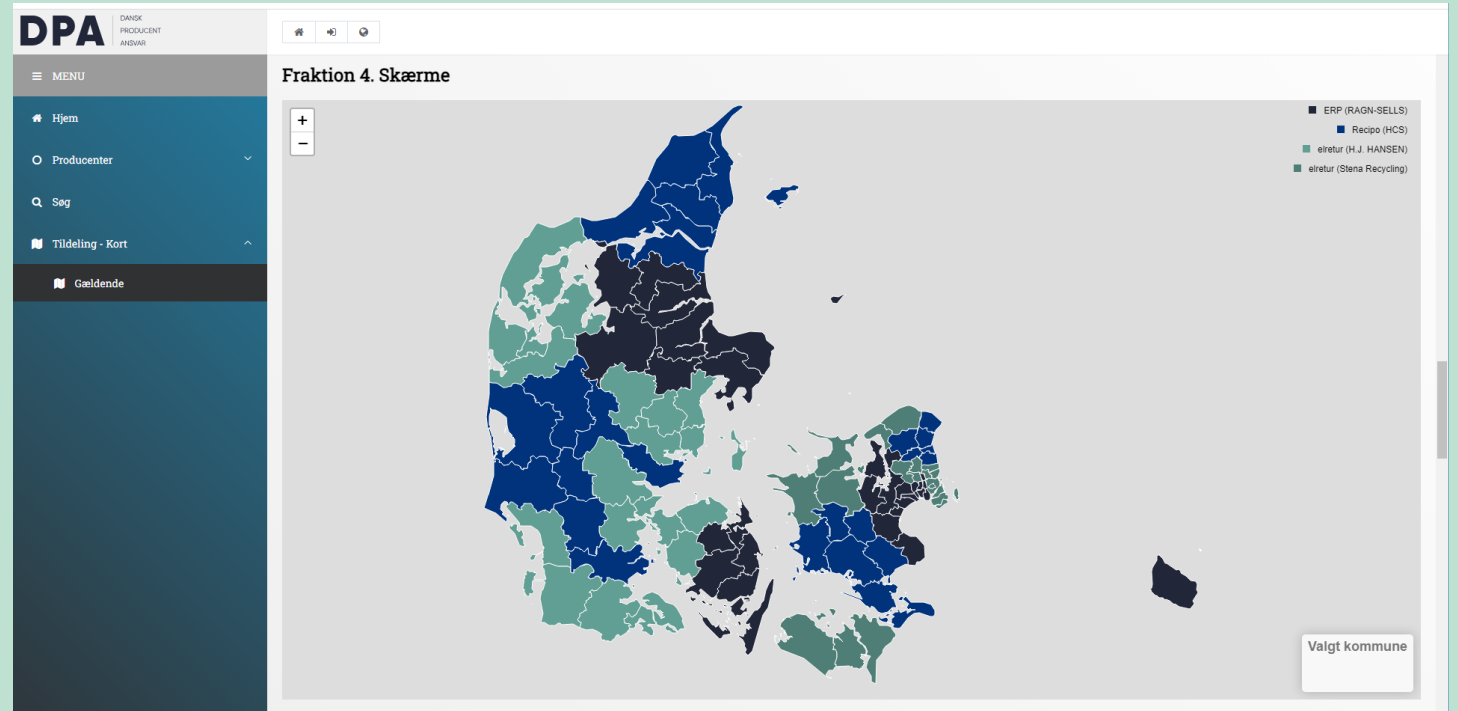 DPA
DANSK
PRODUCENT
ANSVAR
MENU
Hjem
Producenter
Søg
Tildeling - Kort
Gældende
Fraktion 4. Skærme
+
−
ERP (RAGN-SELLS)
Recipo (HCS)
elretur (H.J. HANSEN)
elretur (Stena Recycling)
Valgt kommune